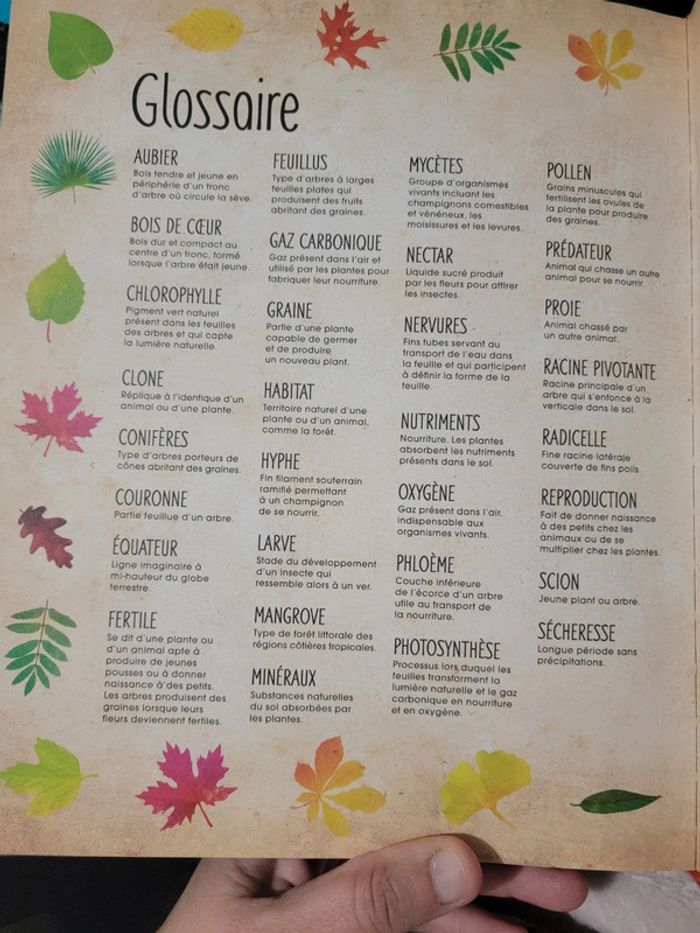 Glossaire
AUBIER
Bois tendre et jeune en
périphérie d'un tronc
d'arbre où circule la sève.
BOIS DE CŒUR
Bois dur et compact au
centre d'un tronc, formé
lorsque l'arbre était jeune.
CHLOROPHYLLE
Pigment vert naturel
présent dans les feuilles
des arbres et qui capte
la lumière naturelle.
CLONE
Réplique à l'identique d'un
animal ou d'une plante.
CONIFÈRES
Type d'arbres porteurs de
cônes abritant des graines.
COURONNE
Partie feuillue d'un arbre.
ÉQUATEUR
Ligne imaginaire à
mi-hauteur du globe
terrestre.
FERTILE
Se dit d'une plante ou
d'un animal apte à
produire de jeunes
pousses ou à donner
naissance à des petits.
Les arbres produisent des
graines lorsque leurs
fleurs deviennent fertiles.
FEUILLUS
Type d'arbres à larges
feuilles plates qui
produisent des fruits
abritant des graines.
GAZ CARBONIQUE
Gaz présent dans l'air et
utilisé par les plantes pour
fabriquer leur nourriture.
GRAINE
Partie d'une plante
capable de germer
et de produire
un nouveau plant.
HABITAT
Territoire naturel d'une
plante ou d'un animal,
comme la forêt.
HYPHE
Fin filament souterrain
ramifié permettant
à un champignon
de se nourrir.
LARVE
Stade du développement
d'un insecte qui
ressemble alors à un ver.
MANGROVE
Type de forêt littorale des
régions côtières tropicales.
MINÉRAUX
Substances naturelles
du sol absorbées par
les plantes.
MYCÈTES
Groupe d'organismes
vivants incluant les
champignons comestibles
et vénéneux, les
moisissures et les levures.
NECTAR
Liquide sucré produit
par les fleurs pour attirer
les insectes.
NERVURES
Fins tubes servant au
transport de l'eau dans
la feuille et qui participent
à définir la forme de la
feuille.
NUTRIMENTS
Nourriture. Les plantes
absorbent les nutriments
présents dans le sol.
OXYGÈNE
Gaz présent dans l'air,
indispensable aux
organismes vivants.
PHLOÈME
Couche inférieure
de l'écorce d'un arbre
utile au transport de
la nourriture.
PHOTOSYNTHÈSE
Processus lors duquel les
feuilles transforment la
lumière naturelle et le gaz
carbonique en nourriture
et en oxygène.
POLLEN
Grains minuscules qui
fertilisent les ovules de
la plante pour produire
des graines.
PRÉDATEUR
Animal qui chasse un autre
animal pour se nourrir.
PROIE
Animal chassé par
un autre animal.
RACINE PIVOTANTE
Racine principale d'un
arbre qui s'enfonce à la
verticale dans le sol.
RADICELLE
Fine racine latérale
couverte de fins poils.
REPRODUCTION
Fait de donner naissance
à des petits chez les
animaux ou de se
multiplier chez les plantes.
SCION
Jeune plant ou arbre.
SÉCHERESSE
Longue période sans
précipitations.